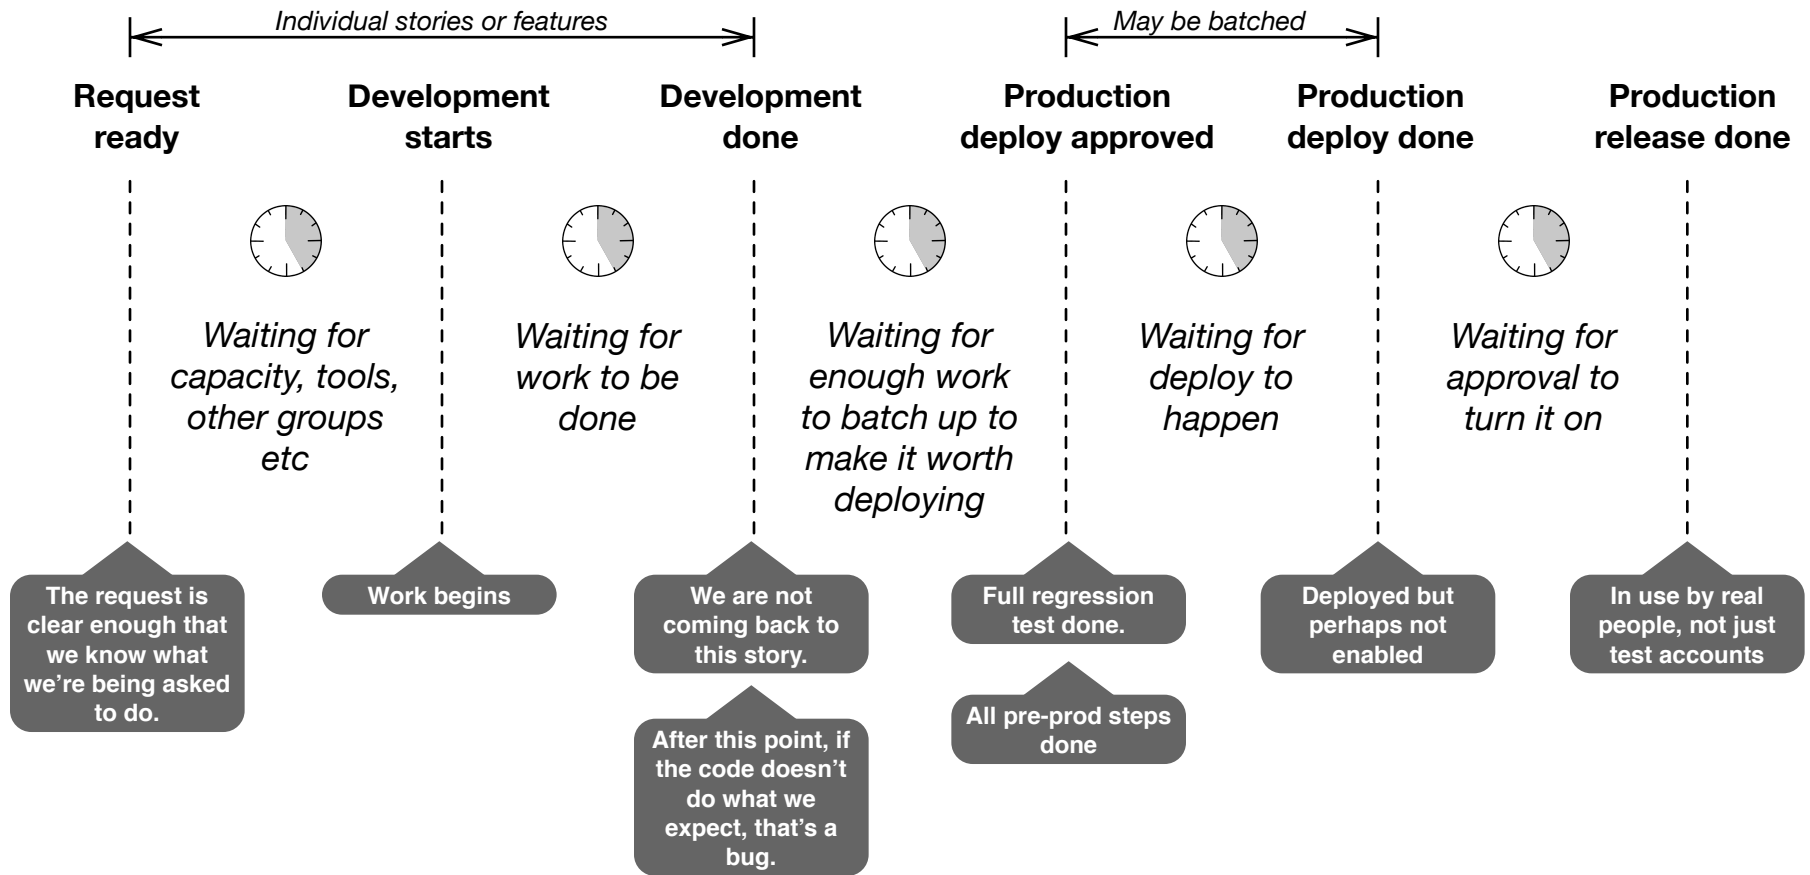 Individual stories or features
May be batched
Request
ready
Development
starts
Development
done
Production
deploy approved
Production
deploy done
Production
release done
Waiting for
capacity, tools,
other groups
etc
Waiting for
work to be
done
Waiting for
enough work
to batch up to
make it worth
deploying
Waiting for
deploy to
happen
Waiting for
approval to
turn it on
The request is
clear enough that
we know what
we’re being asked
to do.
Work begins
We are not
coming back to
this story.
After this point, if
the code doesn’t
do what we
expect, that’s a
bug.
Full regression
test done.
All pre-prod steps
done
Deployed but
perhaps not
enabled
In use by real
people, not just
test accounts